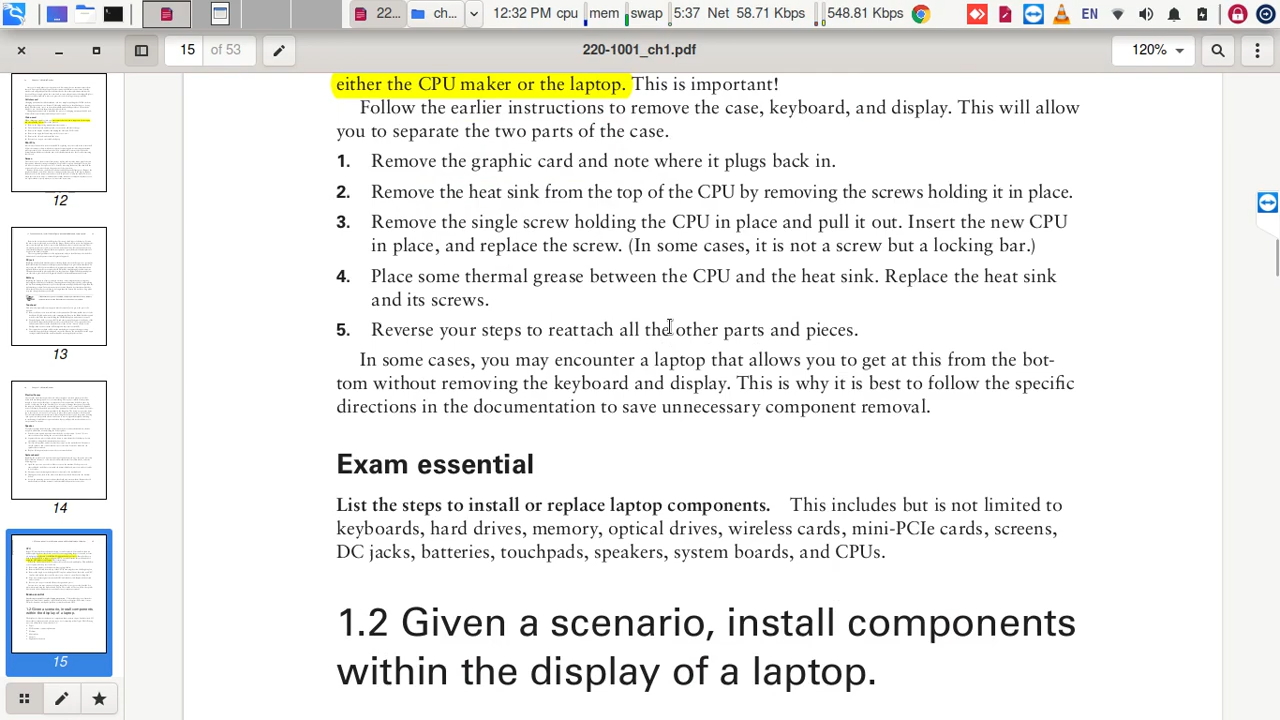 22... ch... 12:32 PM cpu mem swap 5:37 Net 59.71 Kbps 548.81 Kbps EN
15 of 53 220-1001_ch1.pdf 120%
either the CPU maker or the laptop. This is important!
Follow the earlier instructions to remove the case, keyboard, and display. This will allow
you to separate the two parts of the case.
1. Remove the graphic card and note where it plugs back in.
2. Remove the heat sink from the top of the CPU by removing the screws holding it in place.
3. Remove the single screw holding the CPU in place and pull it out. Insert the new CPU
in place, and replace the screw. (In some cases, it is not a screw but a locking bar.)
4. Place some thermal grease between the CPU and the heat sink. Replace the heat sink
and its screws.
5. Reverse your steps to reattach all the other parts and pieces.
In some cases, you may encounter a laptop that allows you to get at this from the bot-
tom without removing the keyboard and display. This is why it is best to follow the specific
directions in the documentation to save unnecessary component removal.
Exam essential
List the steps to install or replace laptop components. This includes but is not limited to
keyboards, hard drives, memory, optical drives, wireless cards, mini-PCIe cards, screens,
DC jacks, batteries, touchpads, speakers, system boards, and CPUs.
1.2 Given a scenario, install components
within the display of a laptop.
12
13
14
15